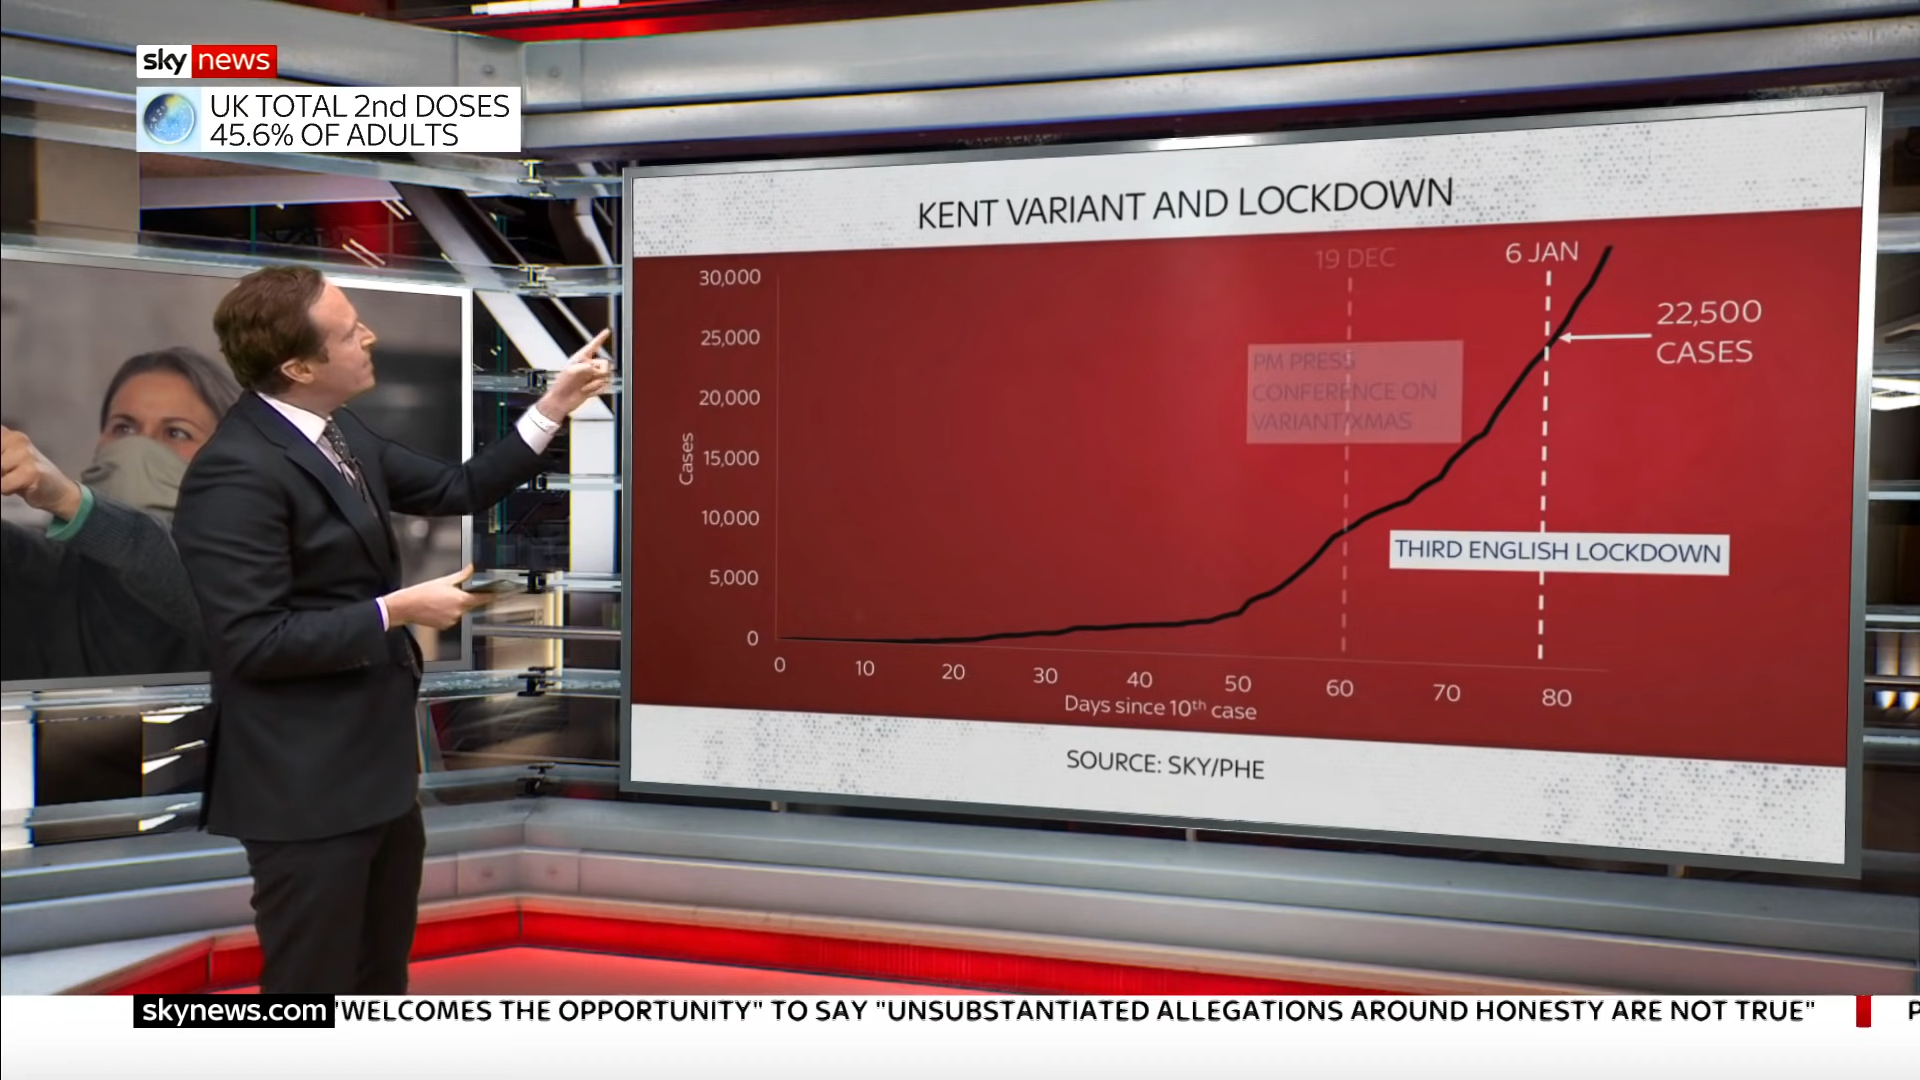 sky news
UK TOTAL 2nd DOSES
45.6% OF ADULTS
KENT VARIANT AND LOCKDOWN
30,000
25,000
20,000
15,000
10,000
5,000
0
Cases
19 DEC
6 JAN
22,500
CASES
PM PRESS
CONFERENCE ON
VARIANT/XMAS
THIRD ENGLISH LOCKDOWN
0 10 20 30 40 50 60 70 80
Days since 10th case
SOURCE: SKY/PHE
skynews.com
"WELCOMES THE OPPORTUNITY" TO SAY "UNSUBSTANTIATED ALLEGATIONS AROUND HONESTY ARE NOT TRUE"